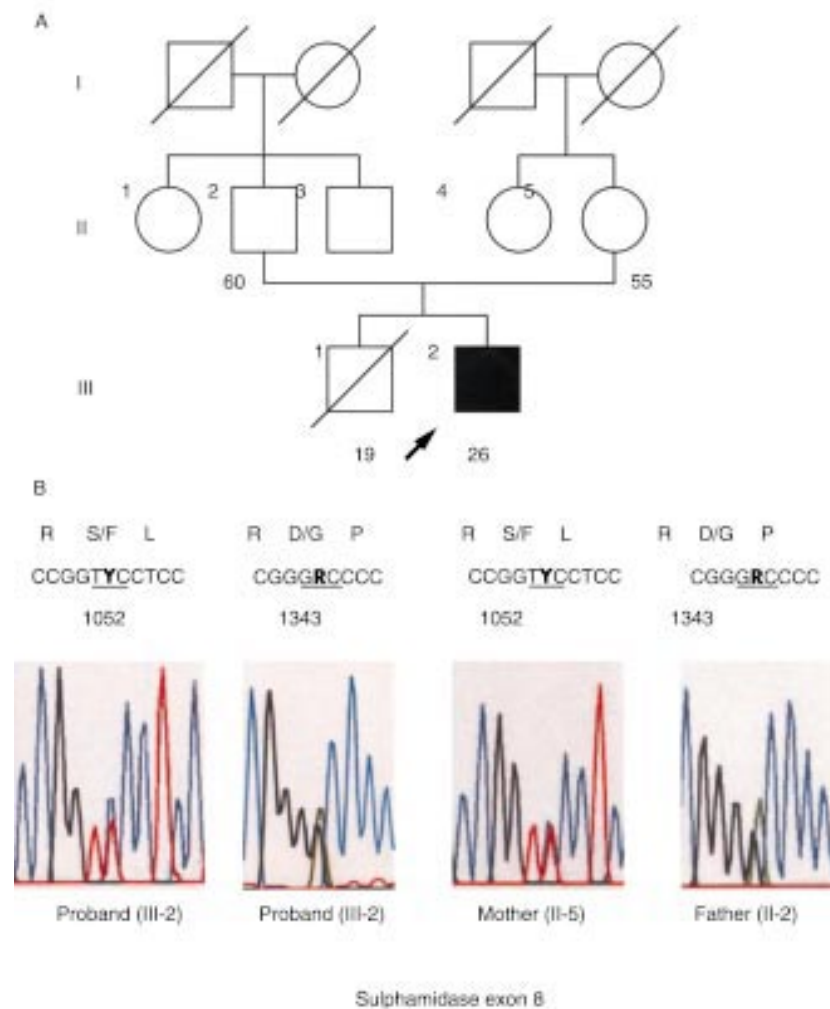 A
I
1 2 3 4 5
II
60 55
1 2
III
19 26
B
R S/F L R D/G P R S/F L R D/G P
CCGGTYCCTCC CGGGRCCCC CCGGTYCCTCC CGGGRCCCC
1052 1343 1052 1343
Proband (III-2) Proband (III-2) Mother (II-5) Father (II-2)
Sulphamidase exon 8